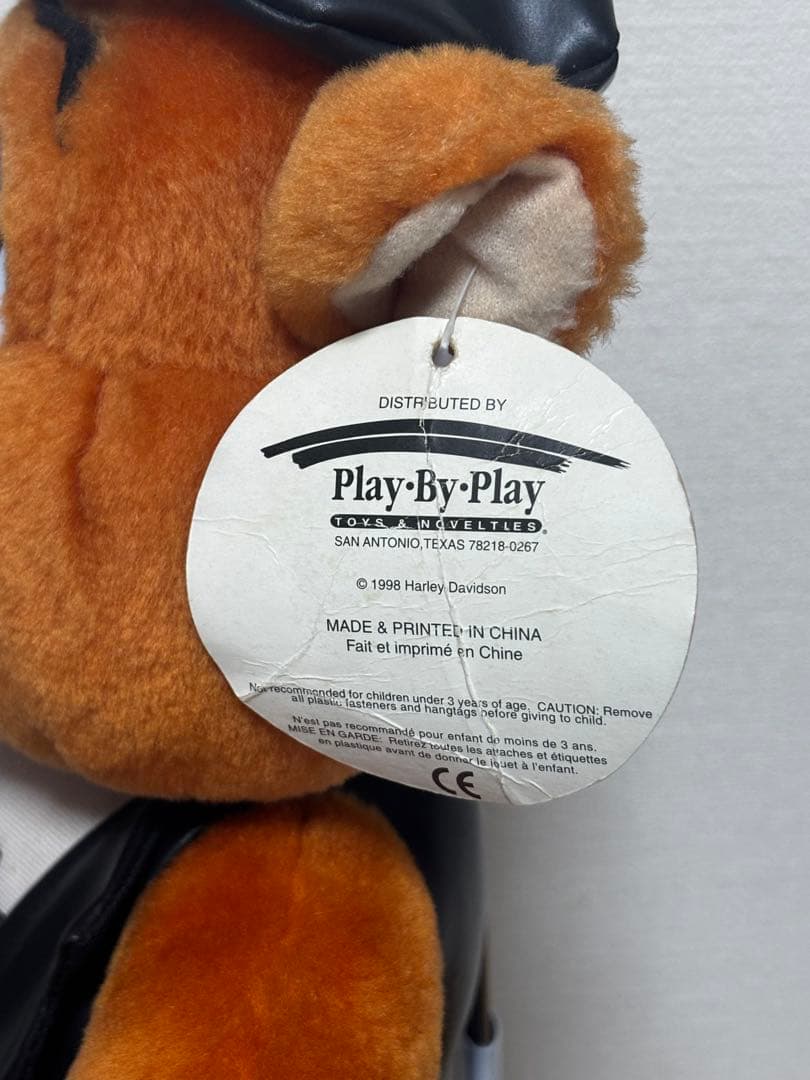 DISTRIBUTED BY
Play·By·Play
TOYS & NOVELTIES®
SAN ANTONIO, TEXAS 78218-0267
© 1998 Harley Davidson
MADE & PRINTED IN CHINA
Fait et imprimé en Chine
Not recommended for children under 3 years of age. CAUTION: Remove
all plastic fasteners and hangtags before giving to child.
N'est pas recommandé pour enfant de moins de 3 ans.
MISE EN GARDE: Retirez toutes les attaches et étiquettes
en plastique avant de donner le jouet à l'enfant.
CE